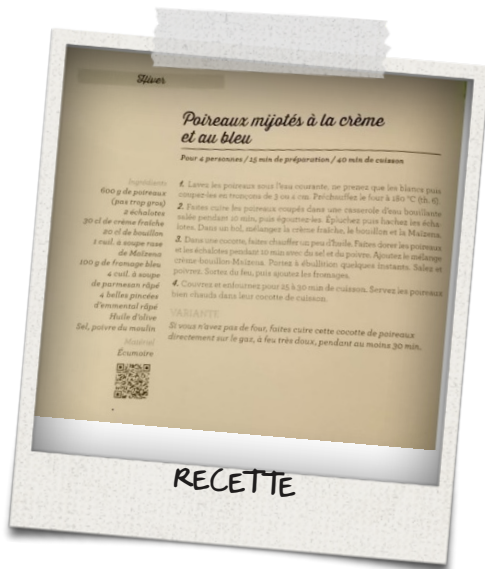 Hiver
Poireaux mijotés à la crème
et au bleu
Pour 4 personnes / 15 min de préparation / 40 min de cuisson
Ingrédients
600 g de poireaux
(pas trop gros)
2 échalotes
30 cl de crème fraîche
20 cl de bouillon
1 cuil. à soupe rase
de Maïzena
100 g de fromage bleu
4 cuil. à soupe
de parmesan râpé
4 belles pincées
d'emmental râpé
Huile d'olive
Sel, poivre du moulin
Matériel
Écumoire
1. Lavez les poireaux sous l'eau courante, ne prenez que les blancs puis
coupez-les en tronçons de 3 ou 4 cm. Préchauffez le four à 180 °C (th. 6).
2. Faites cuire les poireaux coupés dans une casserole d'eau bouillante
salée pendant 10 min, puis égouttez-les. Épluchez puis hachez les écha-
lotes. Dans un bol, mélangez la crème fraîche, le bouillon et la Maïzena.
3. Dans une cocotte, faites chauffer un peu d'huile. Faites dorer les poireaux
et les échalotes pendant 10 min avec du sel et du poivre. Ajoutez le mélange
crème-bouillon-Maïzena. Portez à ébullition quelques instants. Salez et
poivrez. Sortez du feu, puis ajoutez les fromages.
4. Couvrez et enfournez pour 25 à 30 min de cuisson. Servez les poireaux
bien chauds dans leur cocotte de cuisson.
VARIANTE
Si vous n'avez pas de four, faites cuire cette cocotte de poireaux
directement sur le gaz, à feu très doux, pendant au moins 30 min.
RECETTE